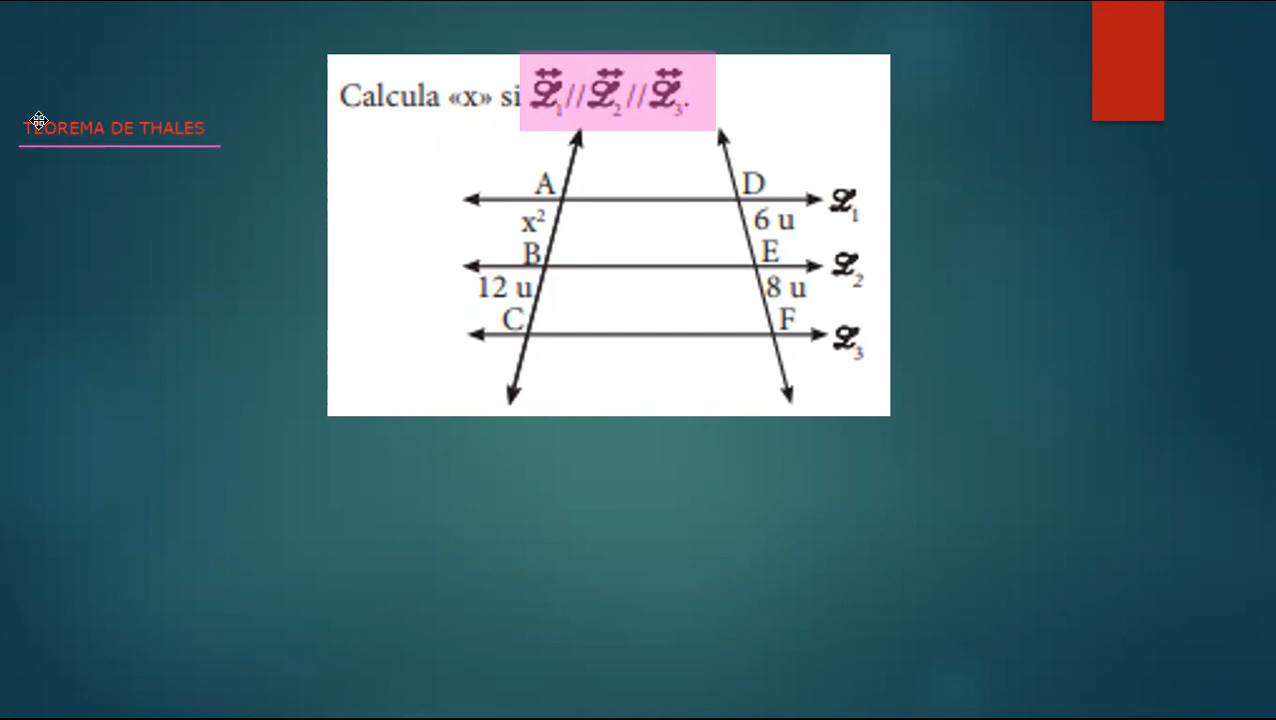 Calcula «x» si ℒ₁//ℒ₂//ℒ₃.
TEOREMA DE THALES
A D ℒ₁
x² 6 u
B E ℒ₂
12 u 8 u
C F ℒ₃